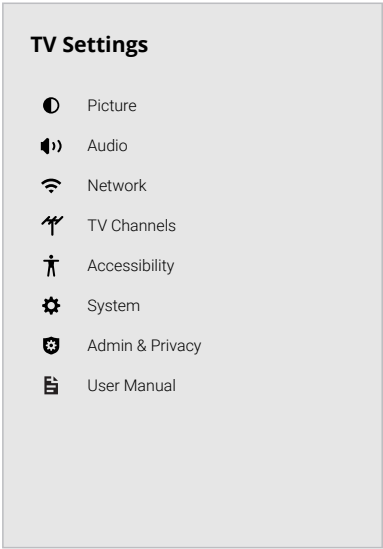 TV Settings
Picture
Audio
Network
TV Channels
Accessibility
System
Admin & Privacy
User Manual